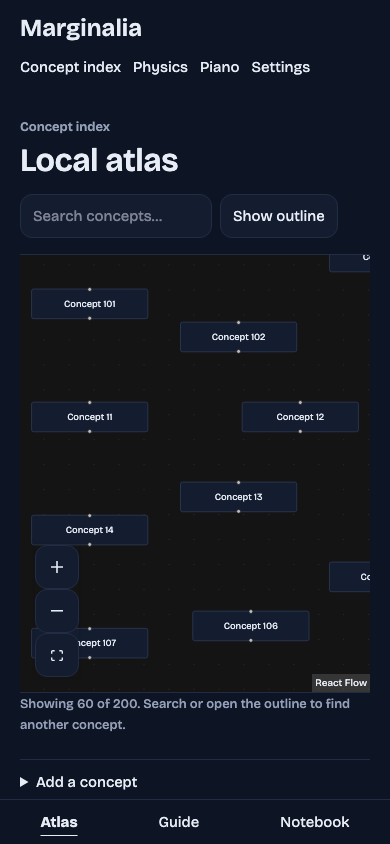 Marginalia
Concept index Physics Piano Settings
Concept index
Local atlas
Search concepts... Show outline
Concept 101
Concept 102
Concept 11 Concept 12
Concept 13
Concept 14
Concept 106
107
React Flow
Showing 60 of 200. Search or open the outline to find
another concept.
Add a concept
Atlas Guide Notebook